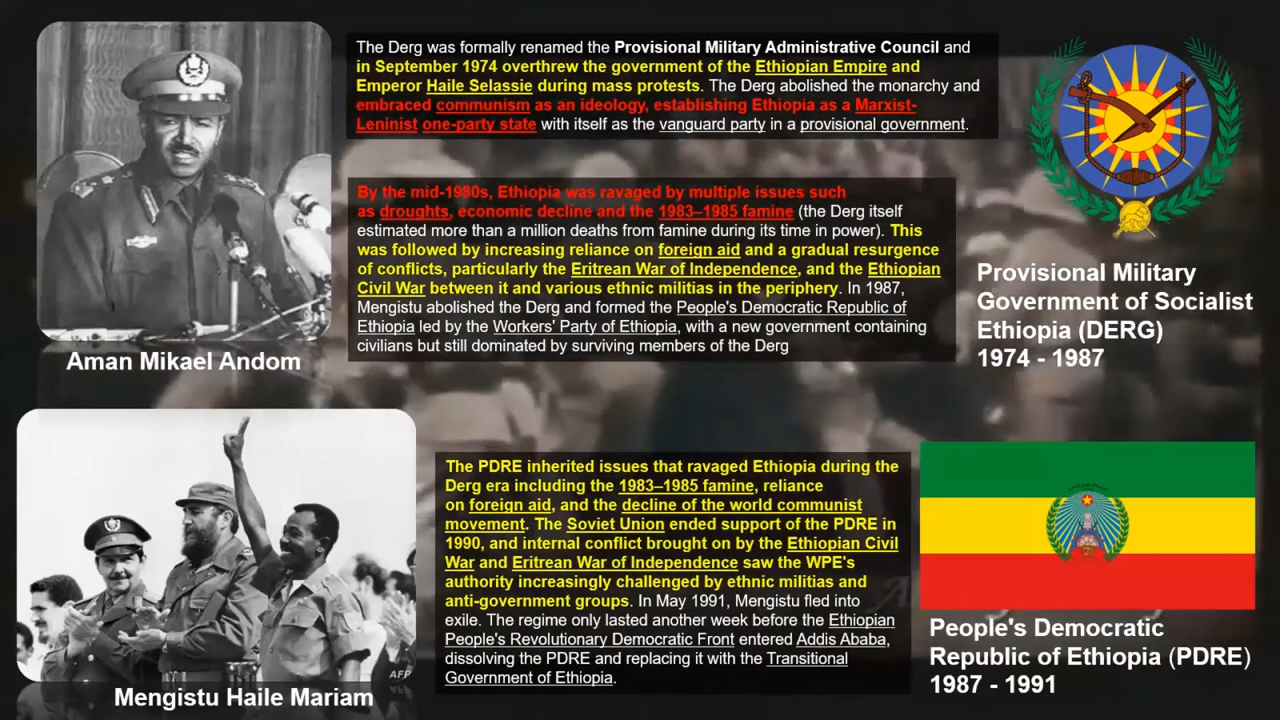 The Derg was formally renamed the Provisional Military Administrative Council and
in September 1974 overthrew the government of the Ethiopian Empire and
Emperor Haile Selassie during mass protests. The Derg abolished the monarchy and
embraced communism as an ideology, establishing Ethiopia as a Marxist-
Leninist one-party state with itself as the vanguard party in a provisional government.
By the mid-1980s, Ethiopia was ravaged by multiple issues such
as droughts, economic decline and the 1983–1985 famine (the Derg itself
estimated more than a million deaths from famine during its time in power). This
was followed by increasing reliance on foreign aid and a gradual resurgence
of conflicts, particularly the Eritrean War of Independence, and the Ethiopian
Civil War between it and various ethnic militias in the periphery. In 1987,
Mengistu abolished the Derg and formed the People's Democratic Republic of
Ethiopia led by the Workers' Party of Ethiopia, with a new government containing
civilians but still dominated by surviving members of the Derg
Provisional Military
Government of Socialist
Ethiopia (DERG)
1974 - 1987
Aman Mikael Andom
The PDRE inherited issues that ravaged Ethiopia during the
Derg era including the 1983–1985 famine, reliance
on foreign aid, and the decline of the world communist
movement. The Soviet Union ended support of the PDRE in
1990, and internal conflict brought on by the Ethiopian Civil
War and Eritrean War of Independence saw the WPE's
authority increasingly challenged by ethnic militias and
anti-government groups. In May 1991, Mengistu fled into
exile. The regime only lasted another week before the Ethiopian
People's Revolutionary Democratic Front entered Addis Ababa,
dissolving the PDRE and replacing it with the Transitional
Government of Ethiopia.
AFP
Mengistu Haile Mariam
People's Democratic
Republic of Ethiopia (PDRE)
1987 - 1991